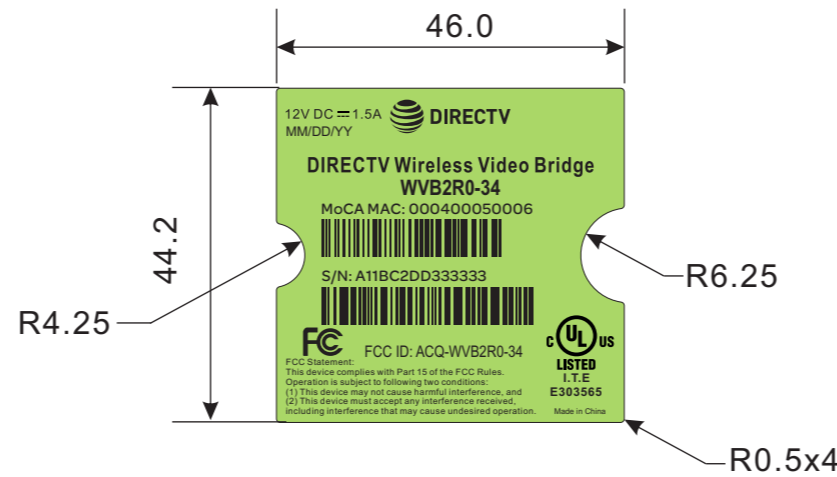 46.0
12V DC ⎓ 1.5A
MM/DD/YY
DIRECTV
DIRECTV Wireless Video Bridge
WVB2R0-34
MoCA MAC: 000400050006
44.2
S/N: A11BC2DD333333
R6.25
R4.25
FC
FCC ID: ACQ-WVB2R0-34
C UL US
LISTED
I.T.E
E303565
FCC Statement:
This device complies with Part 15 of the FCC Rules.
Operation is subject to following two conditions:
(1) This device may not cause harmful interference, and
(2) This device must accept any interference received,
including interference that may cause undesired operation.
Made in China
R0.5x4